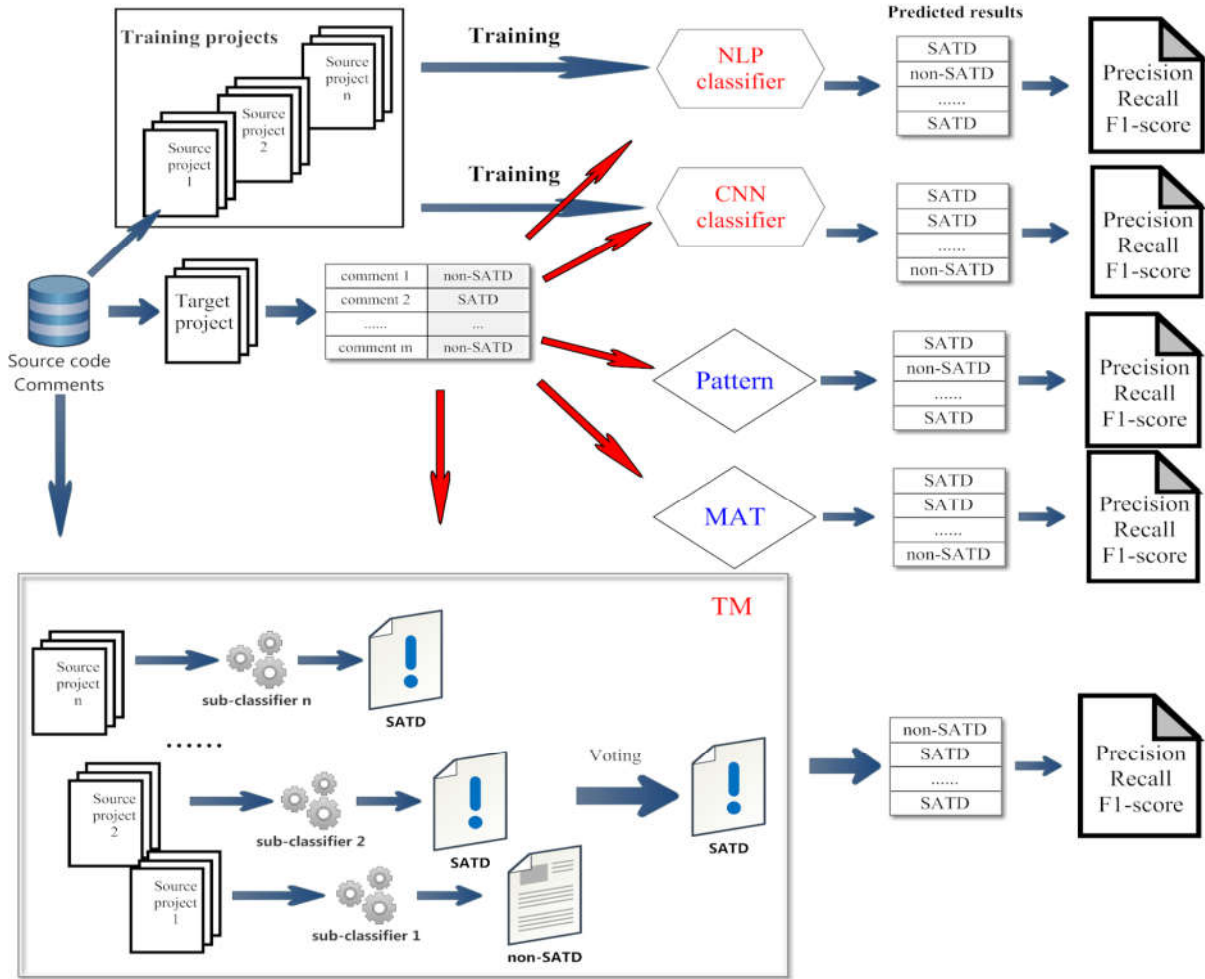 Training projects
Source
project
n
Source
project
2
Source
project
1
Training
Training
NLP
classifier
CNN
classifier
Predicted results
SATD
non-SATD
......
SATD
Precision
Recall
F1-score
SATD
SATD
......
non-SATD
Precision
Recall
F1-score
Source code
Comments
Target
project
comment 1 non-SATD
comment 2 SATD
...... ...
comment m non-SATD
Pattern
SATD
non-SATD
......
SATD
Precision
Recall
F1-score
MAT
SATD
SATD
......
non-SATD
Precision
Recall
F1-score
TM
Source
project
n
sub-classifier n
SATD
......
Source
project
2
sub-classifier 2
SATD
Source
project
1
sub-classifier 1
non-SATD
Voting
SATD
non-SATD
SATD
......
SATD
Precision
Recall
F1-score